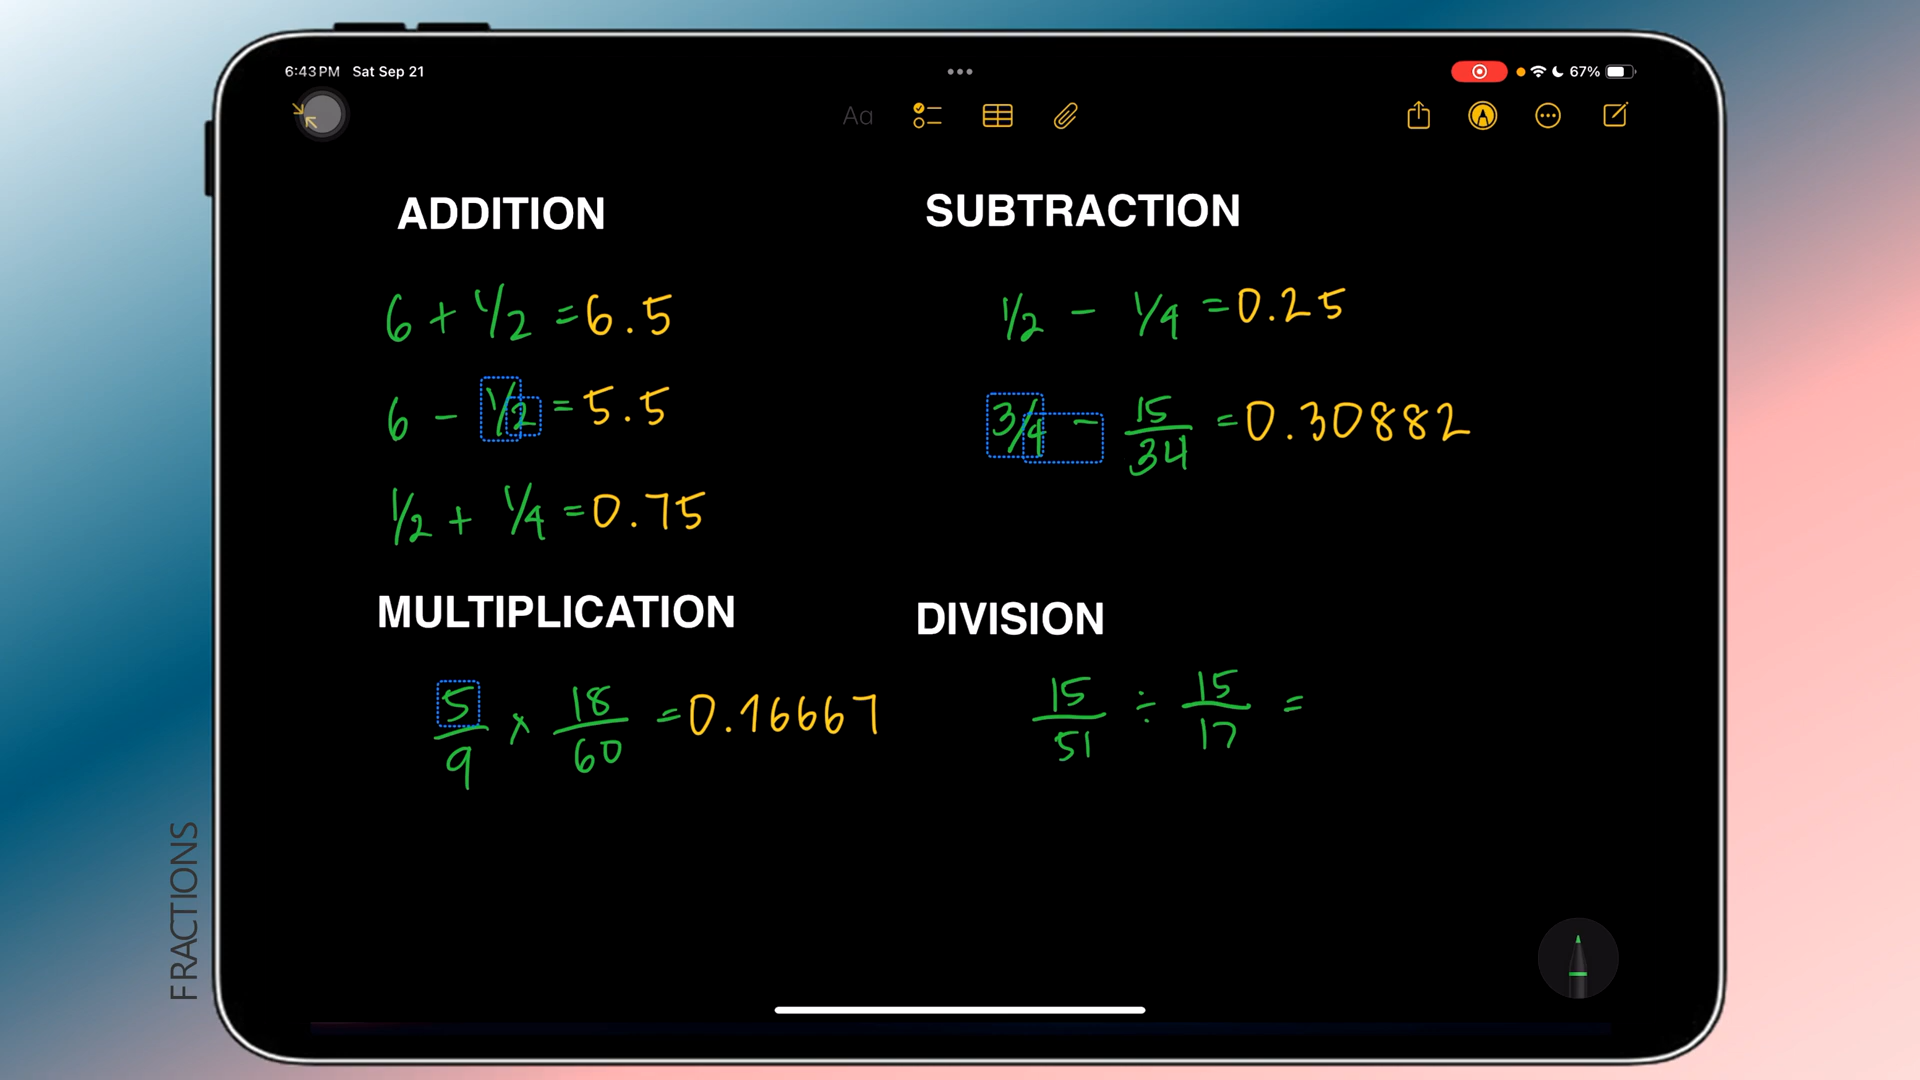 6:43 PM Sat Sep 21
67%
Aa
ADDITION
6 + 1/2 = 6.5
6 - 1/2 = 5.5
1/2 + 1/4 = 0.75
SUBTRACTION
1/2 - 1/4 = 0.25
3/4 - 15/34 = 0.30882
MULTIPLICATION
5/9 × 18/60 = 0.16667
DIVISION
15/51 ÷ 15/17 =
FRACTIONS